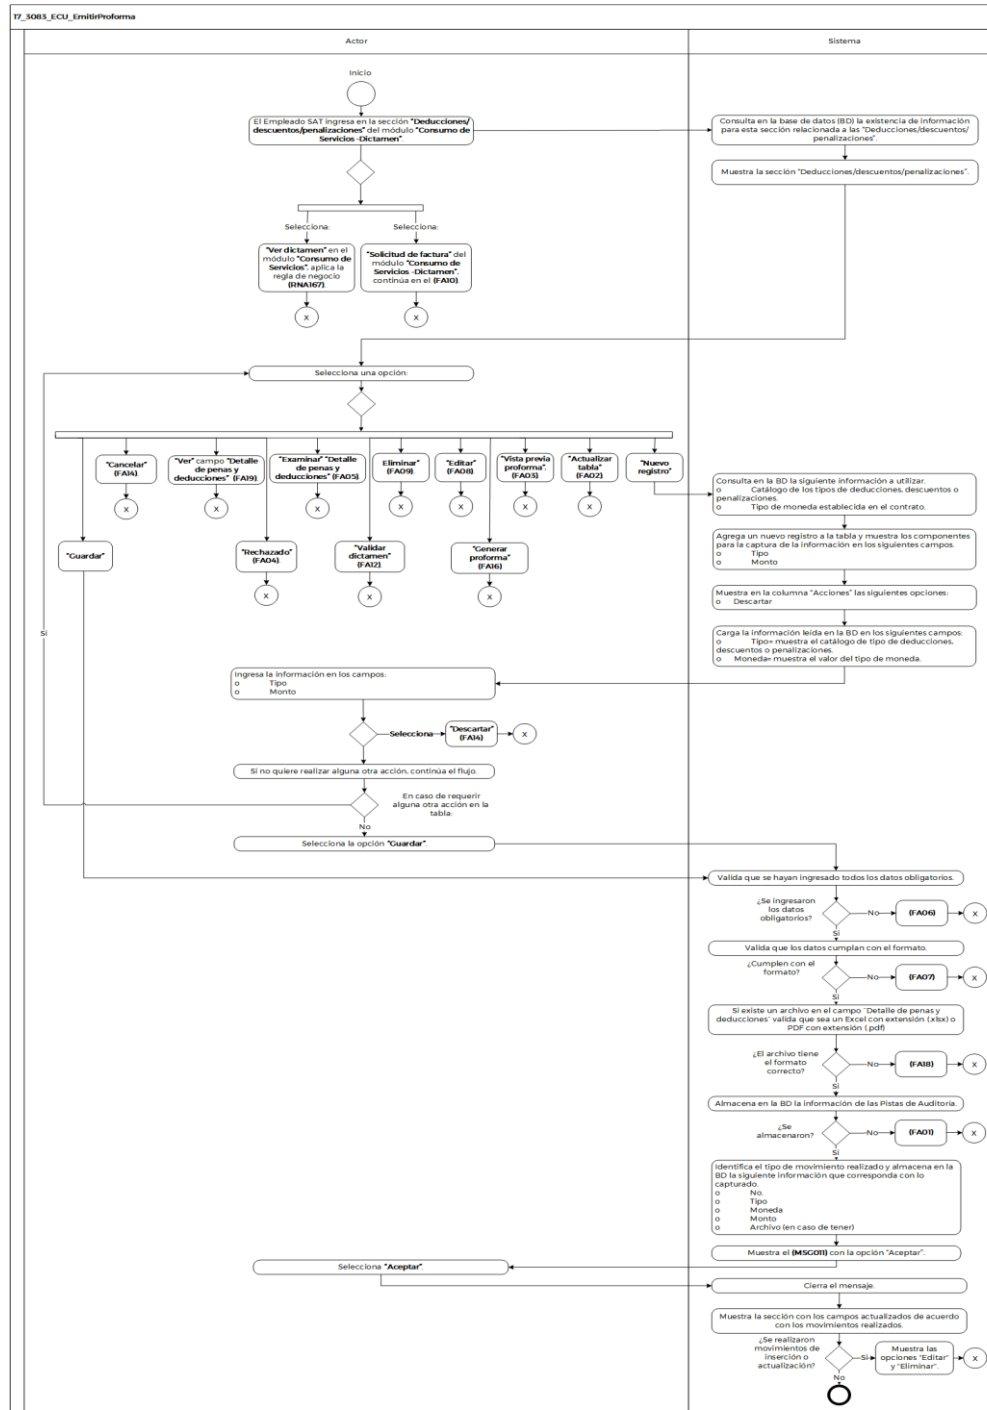 17_3083_ECU_EmitirProforma
Actor
Sistema
Inicio
El Empleado SAT ingresa en la sección "Deducciones/
descuentos/penalizaciones" del módulo "Consumo de
Servicios -Dictamen".
Consulta en la base de datos (BD) la existencia de información
para esta sección relacionada a las "Deducciones/descuentos/
penalizaciones".
Muestra la sección "Deducciones/descuentos/penalizaciones".
Selecciona:
Selecciona:
"Ver dictamen" en el
módulo "Consumo de
Servicios", aplica la
regla de negocio
(RNA167).
"Solicitud de factura" del
módulo "Consumo de
Servicios -Dictamen",
continúa en el (FA10).
X
X
Selecciona una opción:
"Cancelar"
(FA14).
"Ver" campo "Detalle
de penas y
deducciones" (FA19).
"Examinar" "Detalle
de penas y
deducciones" (FA05).
Eliminar"
(FA09).
"Editar"
(FA08).
"Vista previa
proforma".
(FA03)
"Actualizar
tabla"
(FA02).
"Nuevo
registro"
X
X
X
X
X
X
X
Consulta en la BD la siguiente información a utilizar.
o Catálogo de los tipos de deducciones, descuentos o
penalizaciones.
o Tipo de moneda establecida en el contrato.
"Guardar"
"Rechazado"
(FA04).
"Validar
dictamen"
(FA12).
"Generar
proforma"
(FA16)
X
X
X
Agrega un nuevo registro a la tabla y muestra los componentes
para la captura de la información en los siguientes campos.
o Tipo
o Monto
Muestra en la columna "Acciones" las siguientes opciones:
o Descartar
Sí
Carga la información leída en la BD en los siguientes campos:
o Tipo= muestra el catálogo de tipo de deducciones,
descuentos o penalizaciones.
o Moneda= muestra el valor del tipo de moneda.
Ingresa la información en los campos:
o Tipo
o Monto
Selecciona
"Descartar"
(FA14)
X
Si no quiere realizar alguna otra acción, continúa el flujo.
En caso de requerir
alguna otra acción en la
tabla:
No
Selecciona la opción "Guardar".
Valida que se hayan ingresado todos los datos obligatorios.
¿Se ingresaron
los datos
obligatorios?
No
(FA06)
X
Sí
Valida que los datos cumplan con el formato.
¿Cumplen con el
formato?
No
(FA07)
X
Sí
Si existe un archivo en el campo "Detalle de penas y
deducciones" valida que sea un Excel con extensión (.xlsx) o
PDF con extensión (.pdf)
¿El archivo tiene
el formato
correcto?
No
(FA18)
X
Sí
Almacena en la BD la información de las Pistas de Auditoría.
¿Se
almacenaron?
No
(FA01)
X
Sí
Identifica el tipo de movimiento realizado y almacena en la
BD la siguiente información que corresponda con lo
capturado.
o No.
o Tipo
o Moneda
o Monto
o Archivo (en caso de tener)
Muestra el (MSG011) con la opción "Aceptar".
Selecciona "Aceptar".
Cierra el mensaje.
Muestra la sección con los campos actualizados de acuerdo
con los movimientos realizados.
¿Se realizaron
movimientos de
inserción o
actualización?
Sí
Muestra las
opciones "Editar"
y "Eliminar".
X
No